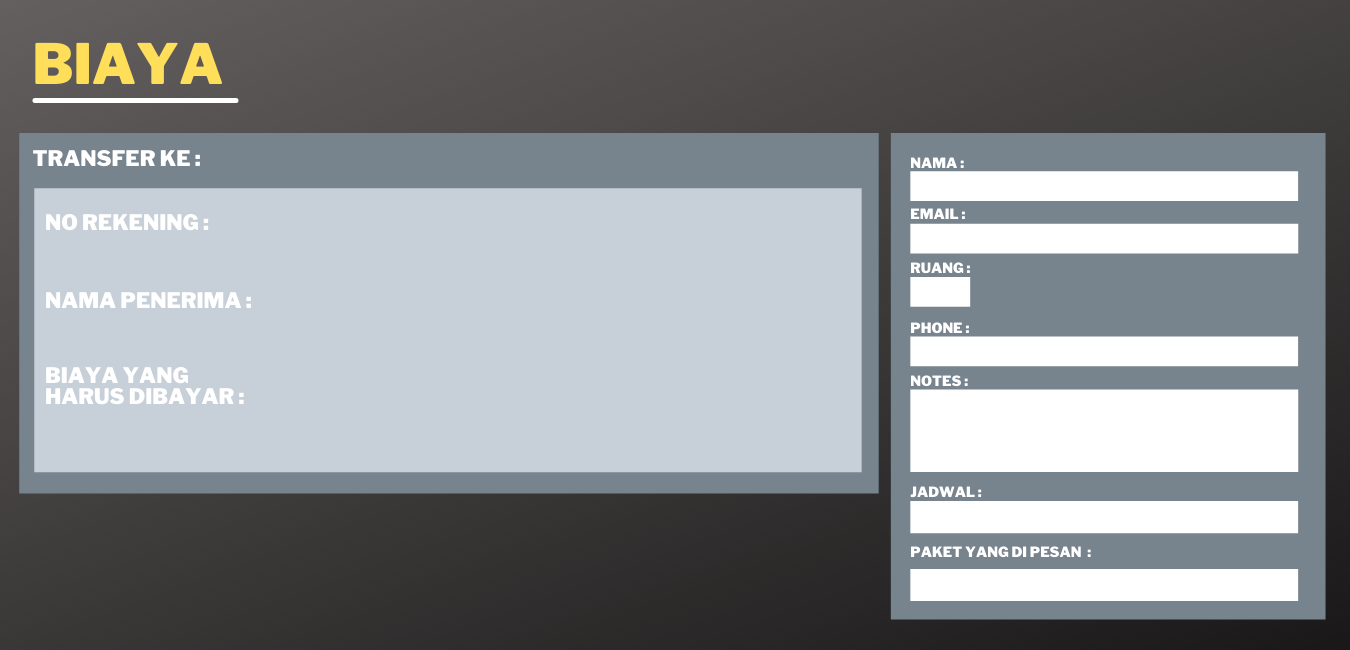 BIAYA
TRANSFER KE :
NO REKENING :
NAMA PENERIMA :
BIAYA YANG
HARUS DIBAYAR :
NAMA :
EMAIL :
RUANG :
PHONE :
NOTES :
JADWAL :
PAKET YANG DI PESAN :